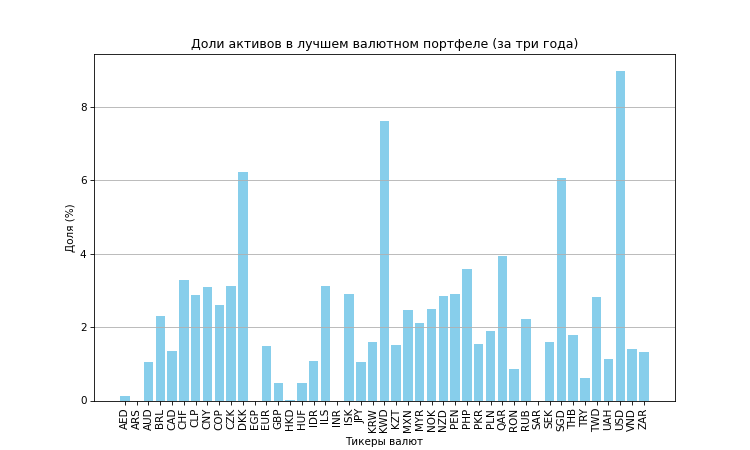 Доли активов в лучшем валютном портфеле (за три года)
Доля (%)
8
6
4
2
0
AED
ARS
AUD
BRL
CAD
CHF
CLP
CNY
COP
CZK
DKK
EGP
EUR
GBP
HKD
HUF
IDR
ILS
INR
ISK
JPY
KRW
KWD
KZT
MXN
MYR
NOK
NZD
PEN
PHP
PKR
PLN
QAR
RON
RUB
SAR
SEK
SGD
THB
TRY
TWD
UAH
USD
VND
ZAR
Тикеры валют